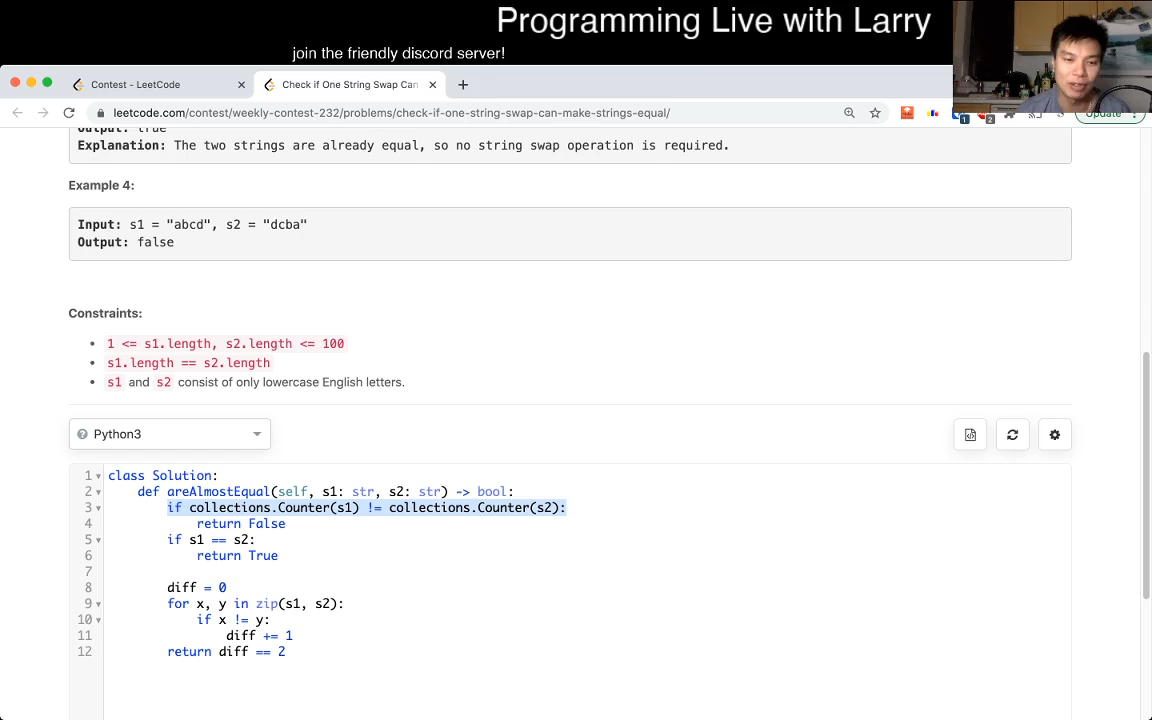 Programming Live with Larry
join the friendly discord server!
Contest - LeetCode
Check if One String Swap Can
leetcode.com/contest/weekly-contest-232/problems/check-if-one-string-swap-can-make-strings-equal/
1
2
Update
Output: true
Explanation: The two strings are already equal, so no string swap operation is required.
Example 4:
Input: s1 = "abcd", s2 = "dcba"
Output: false
Constraints:
1 <= s1.length, s2.length <= 100
s1.length == s2.length
s1 and s2 consist of only lowercase English letters.
Python3
1 class Solution:
2 def areAlmostEqual(self, s1: str, s2: str) -> bool:
3 if collections.Counter(s1) != collections.Counter(s2):
4 return False
5 if s1 == s2:
6 return True
7
8 diff = 0
9 for x, y in zip(s1, s2):
10 if x != y:
11 diff += 1
12 return diff == 2